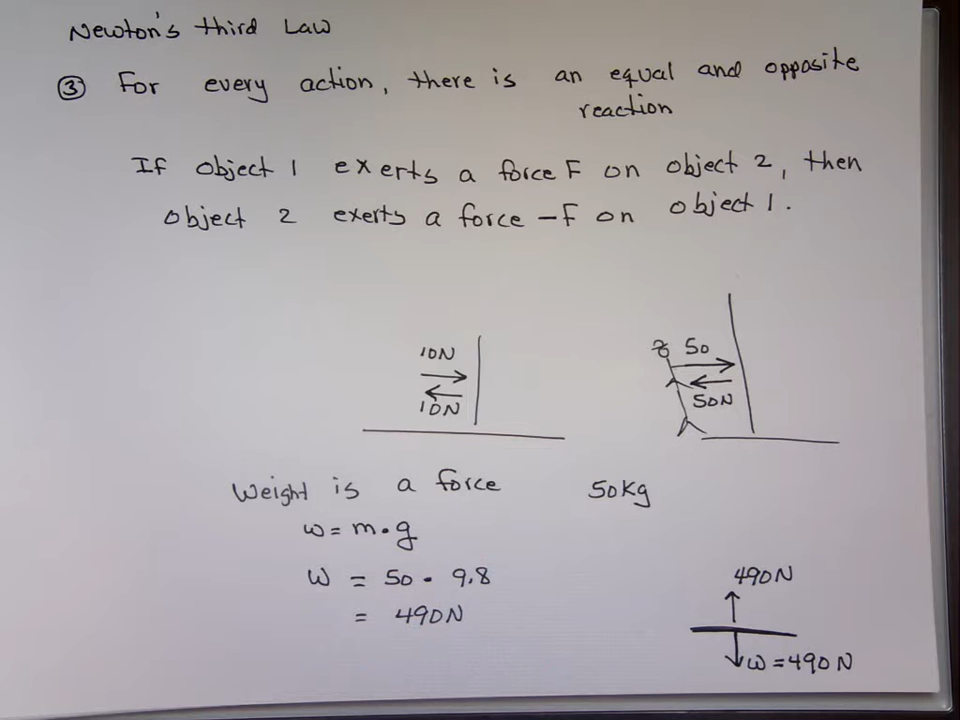 Newton's third Law
③ For every action, there is an equal and opposite
reaction
If object 1 exerts a force F on object 2, then
object 2 exerts a force -F on object 1.
10N
10N
50
50N
Weight is a force
50Kg
w = m • g
w = 50 • 9.8
= 490N
490N
w = 490N